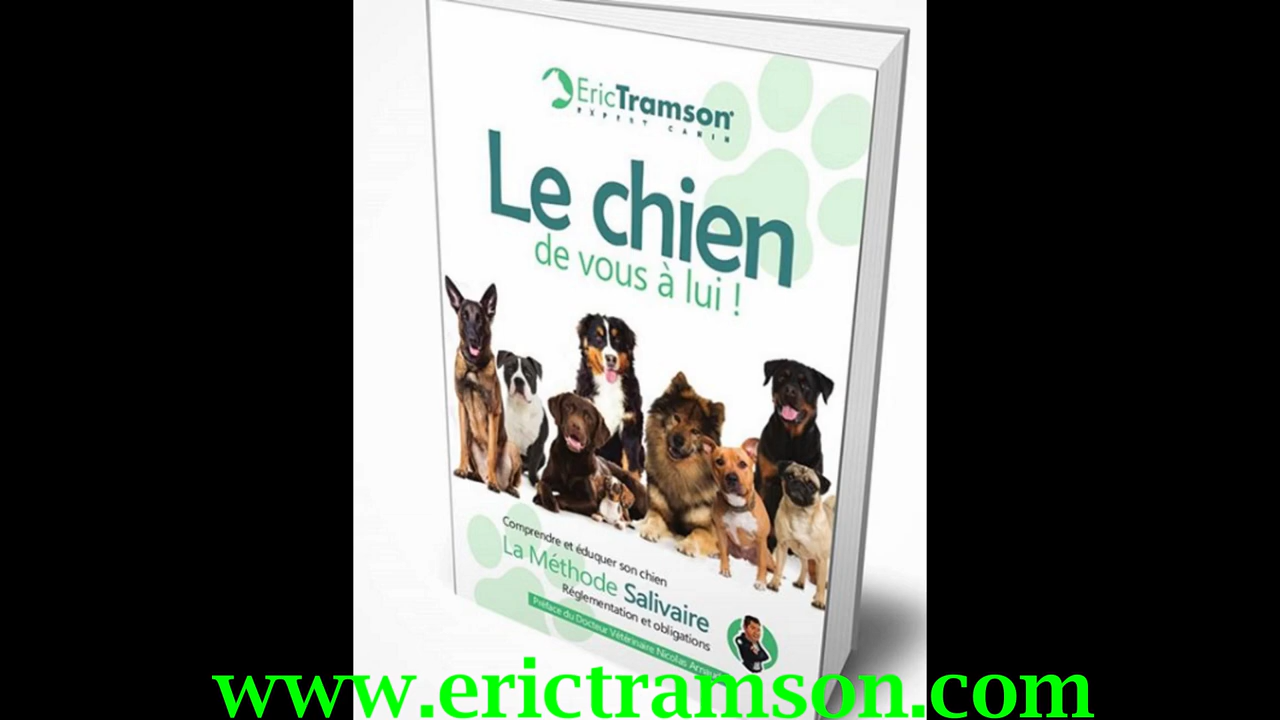 EricTramson
EXPERT CANIN
Le chien
de vous à lui !
Comprendre et éduquer son chien
La Méthode Salivaire
Réglementation et obligations
Préface du Docteur Vétérinaire Nicolas
www.erictramson.com